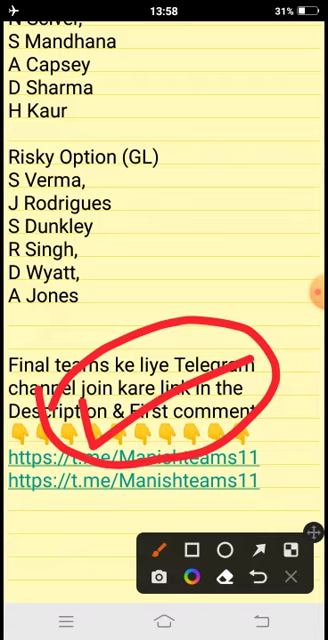 13:58
31%
N Sciver,
S Mandhana
A Capsey
D Sharma
H Kaur
Risky Option (GL)
S Verma,
J Rodrigues
S Dunkley
R Singh,
D Wyatt,
A Jones
Final teams ke liye Telegram
channel join kare link in the
Description & First comment
👇👇👇👇👇👇👇👇👇👇
https://t.me/Manishteams11
https://t.me/Manishteams11